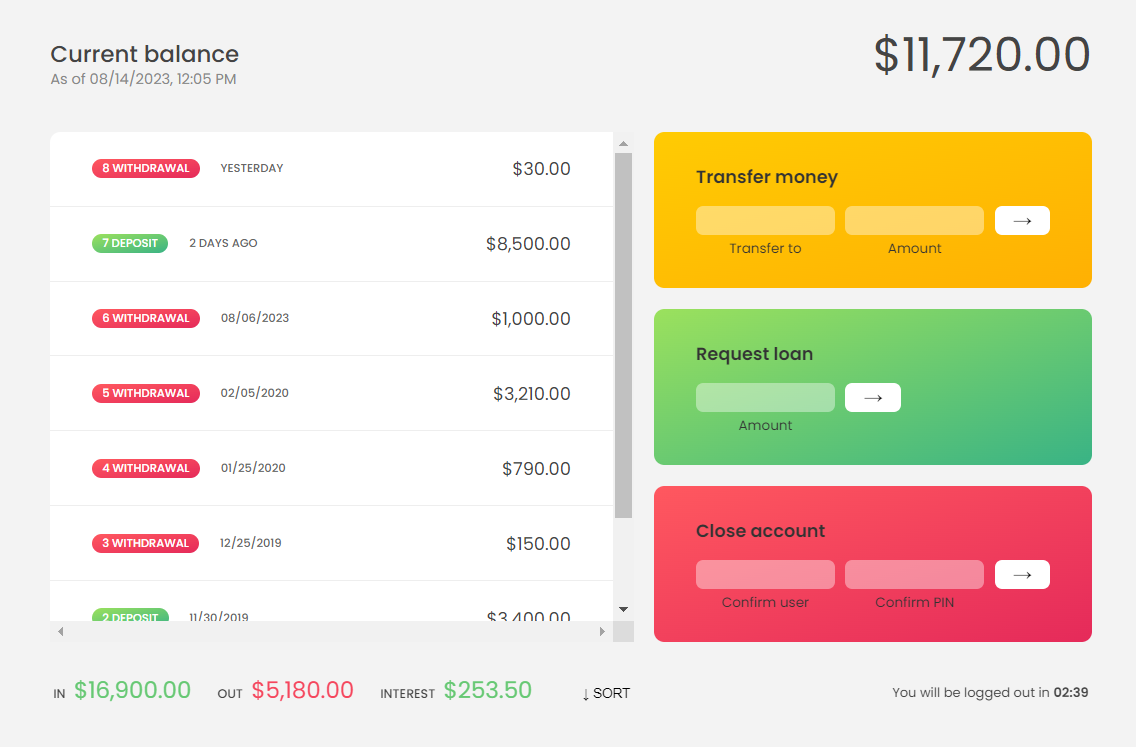 Current balance
As of 08/14/2023, 12:05 PM
$11,720.00
8 WITHDRAWAL YESTERDAY $30.00
7 DEPOSIT 2 DAYS AGO $8,500.00
6 WITHDRAWAL 08/06/2023 $1,000.00
5 WITHDRAWAL 02/05/2020 $3,210.00
4 WITHDRAWAL 01/25/2020 $790.00
3 WITHDRAWAL 12/25/2019 $150.00
2 DEPOSIT 11/30/2019 $3,400.00
Transfer money
→
Transfer to Amount
Request loan
→
Amount
Close account
→
Confirm user Confirm PIN
IN $16,900.00 OUT $5,180.00 INTEREST $253.50 ↓ SORT
You will be logged out in 02:39